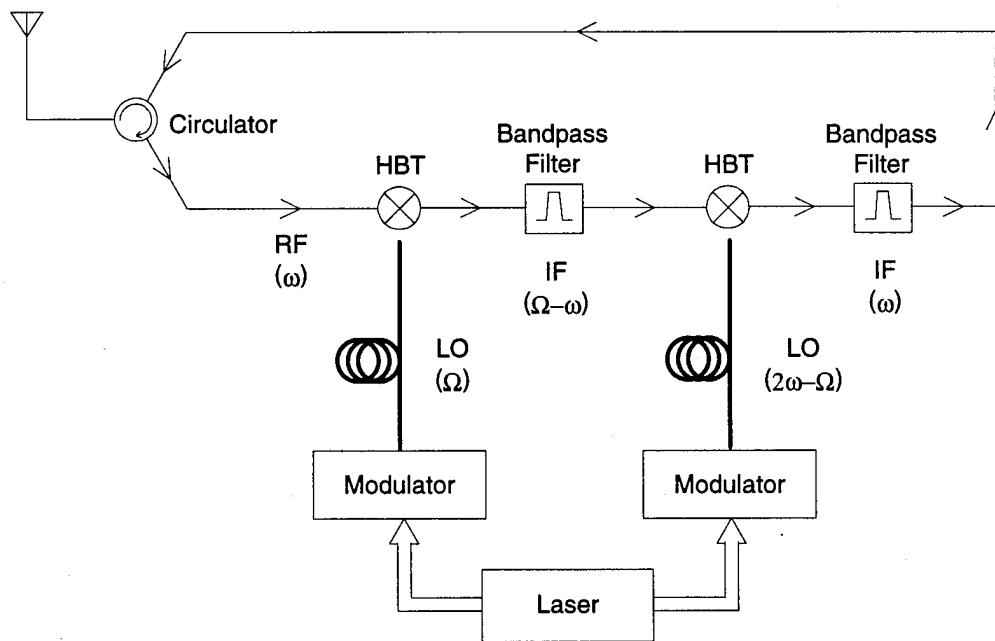 Circulator
HBT
Bandpass
Filter
HBT
Bandpass
Filter
RF
(ω)
IF
(Ω−ω)
IF
(ω)
LO
(Ω)
LO
(2ω−Ω)
Modulator
Modulator
Laser